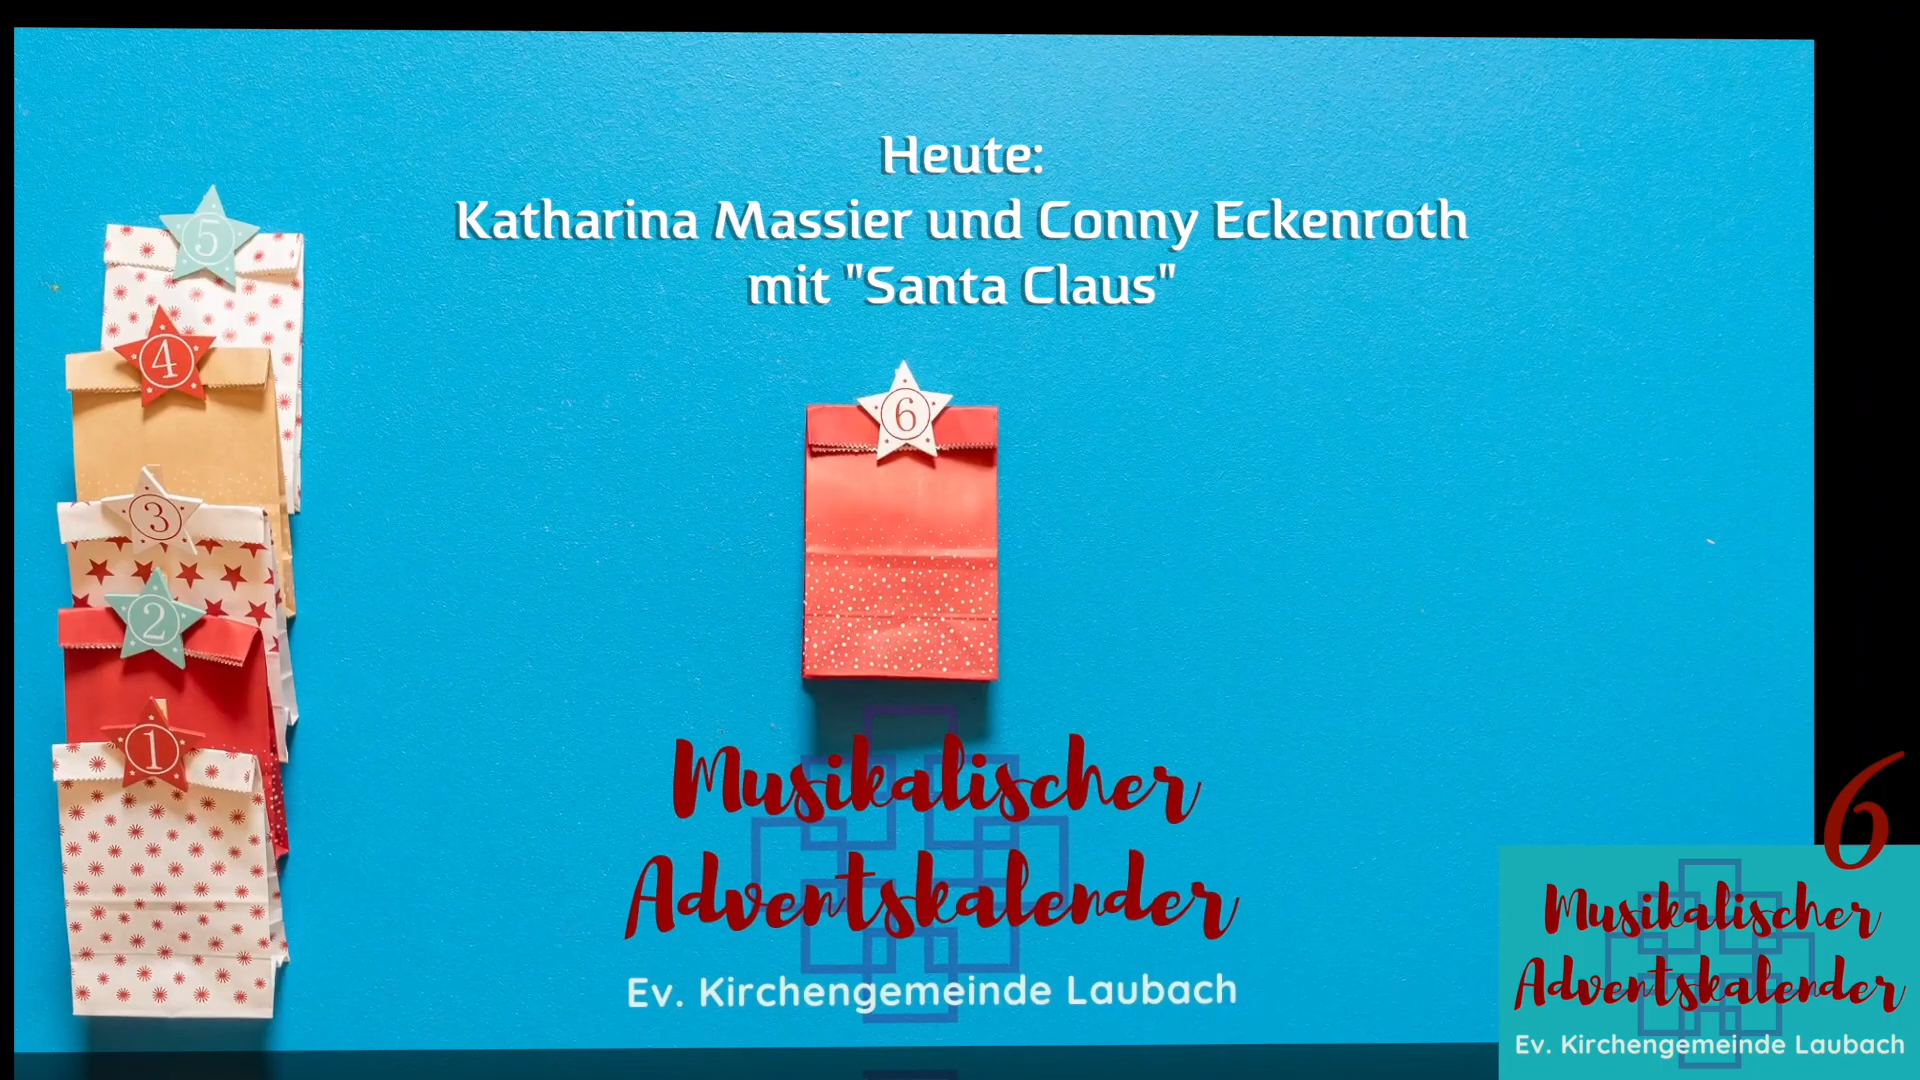 Heute:
Katharina Massier und Conny Eckenroth
mit "Santa Claus"
5
4
3
2
1
6
Musikalischer
Adventskalender
Ev. Kirchengemeinde Laubach
6
Musikalischer
Adventskalender
Ev. Kirchengemeinde Laubach